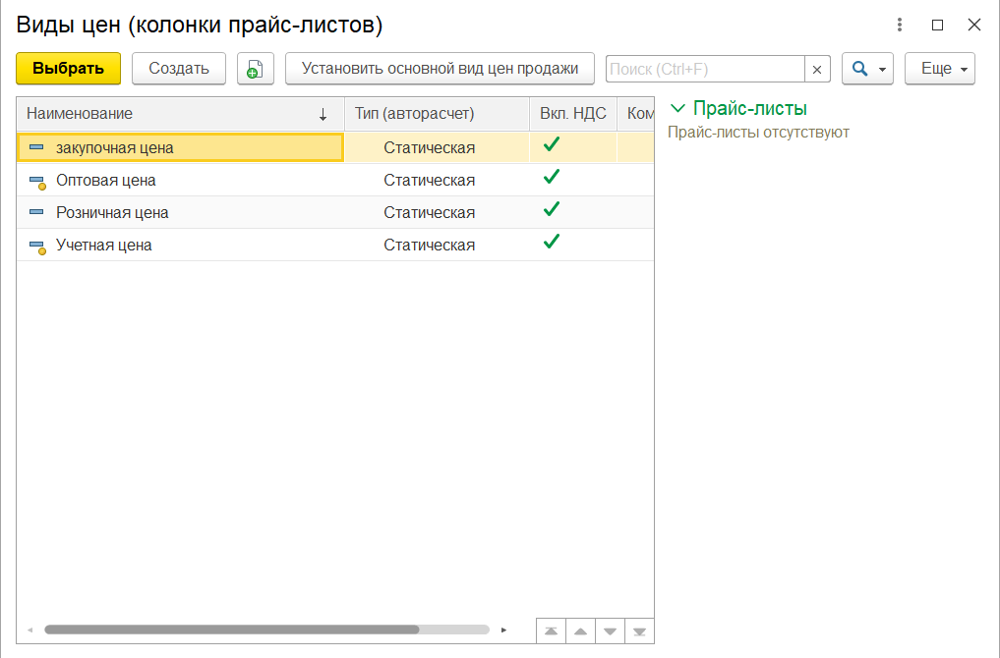 Виды цен (колонки прайс-листов)
Выбрать Создать Установить основной вид цен продажи Поиск (Ctrl+F) Еще
Наименование Тип (авторасчет) Вкл. НДС Ком
закупочная цена Статическая
Оптовая цена Статическая
Розничная цена Статическая
Учетная цена Статическая
Прайс-листы
Прайс-листы отсутствуют